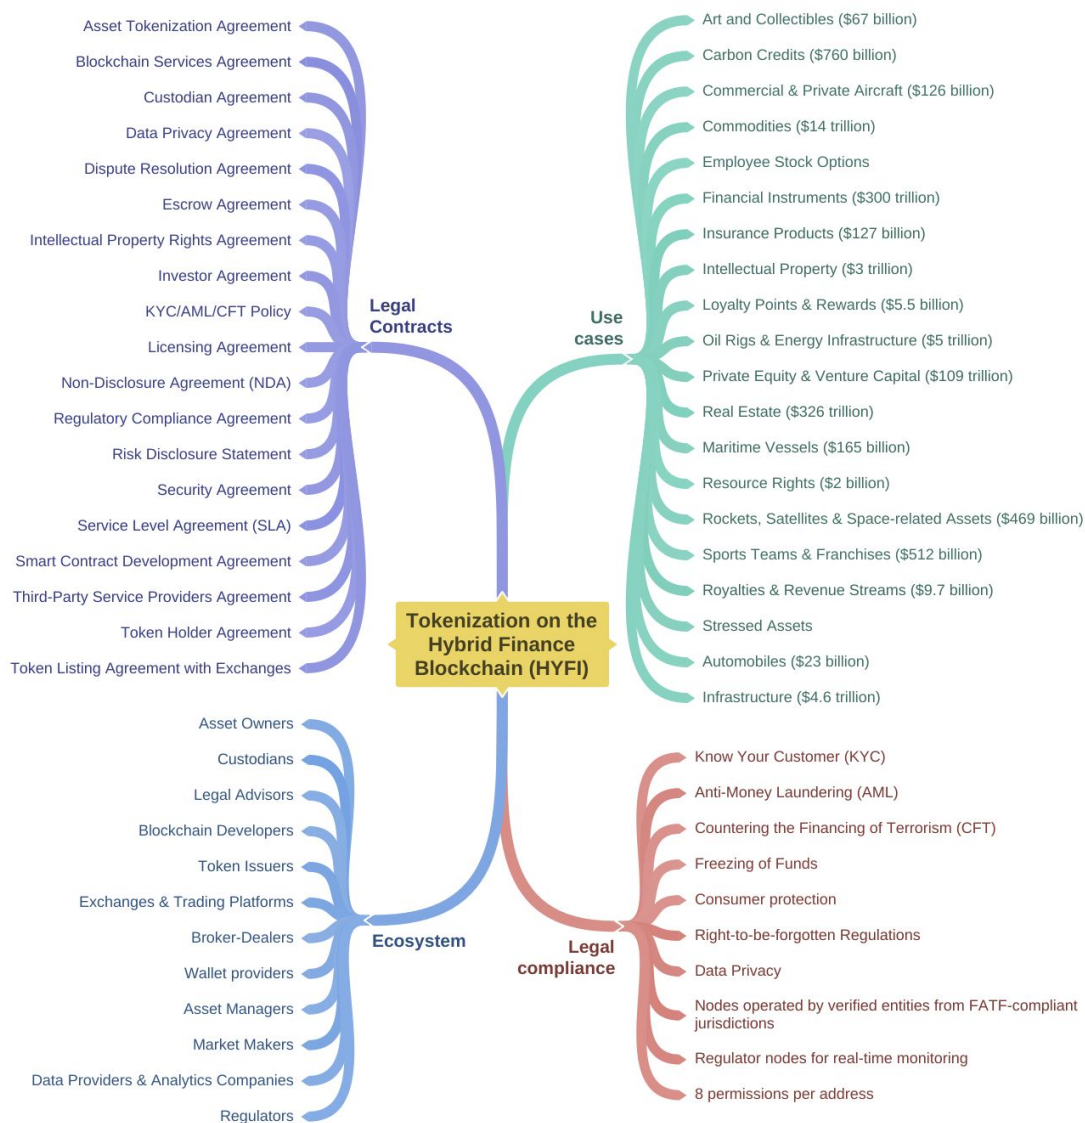 Asset Tokenization Agreement
Blockchain Services Agreement
Custodian Agreement
Data Privacy Agreement
Dispute Resolution Agreement
Escrow Agreement
Intellectual Property Rights Agreement
Investor Agreement
KYC/AML/CFT Policy
Licensing Agreement
Non-Disclosure Agreement (NDA)
Regulatory Compliance Agreement
Risk Disclosure Statement
Security Agreement
Service Level Agreement (SLA)
Smart Contract Development Agreement
Third-Party Service Providers Agreement
Token Holder Agreement
Token Listing Agreement with Exchanges
Legal
Contracts
Use
cases
Art and Collectibles ($67 billion)
Carbon Credits ($760 billion)
Commercial & Private Aircraft ($126 billion)
Commodities ($14 trillion)
Employee Stock Options
Financial Instruments ($300 trillion)
Insurance Products ($127 billion)
Intellectual Property ($3 trillion)
Loyalty Points & Rewards ($5.5 billion)
Oil Rigs & Energy Infrastructure ($5 trillion)
Private Equity & Venture Capital ($109 trillion)
Real Estate ($326 trillion)
Maritime Vessels ($165 billion)
Resource Rights ($2 billion)
Rockets, Satellites & Space-related Assets ($469 billion)
Sports Teams & Franchises ($512 billion)
Royalties & Revenue Streams ($9.7 billion)
Stressed Assets
Automobiles ($23 billion)
Infrastructure ($4.6 trillion)
Tokenization on the
Hybrid Finance
Blockchain (HYFI)
Asset Owners
Custodians
Legal Advisors
Blockchain Developers
Token Issuers
Exchanges & Trading Platforms
Broker-Dealers
Wallet providers
Asset Managers
Market Makers
Data Providers & Analytics Companies
Regulators
Ecosystem
Legal
compliance
Know Your Customer (KYC)
Anti-Money Laundering (AML)
Countering the Financing of Terrorism (CFT)
Freezing of Funds
Consumer protection
Right-to-be-forgotten Regulations
Data Privacy
Nodes operated by verified entities from FATF-compliant
jurisdictions
Regulator nodes for real-time monitoring
8 permissions per address